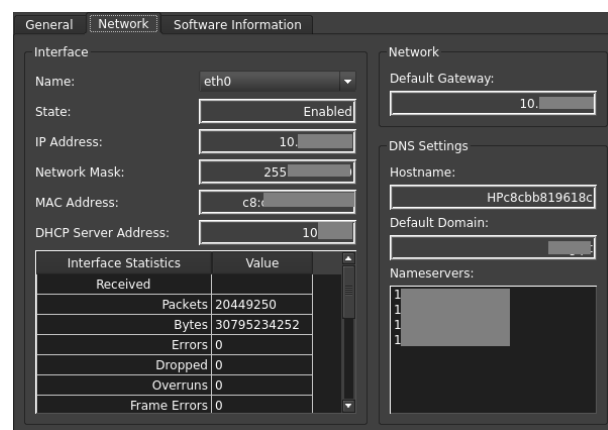 General Network Software Information
Interface
Name: eth0
State: Enabled
IP Address: 10.
Network Mask: 255
MAC Address: c8:
DHCP Server Address: 10
Interface Statistics Value
Received
Packets 20449250
Bytes 30795234252
Errors 0
Dropped 0
Overruns 0
Frame Errors 0
Network
Default Gateway:
10.
DNS Settings
Hostname:
HPc8cbb819618c
Default Domain:
Nameservers:
1
1
1
1